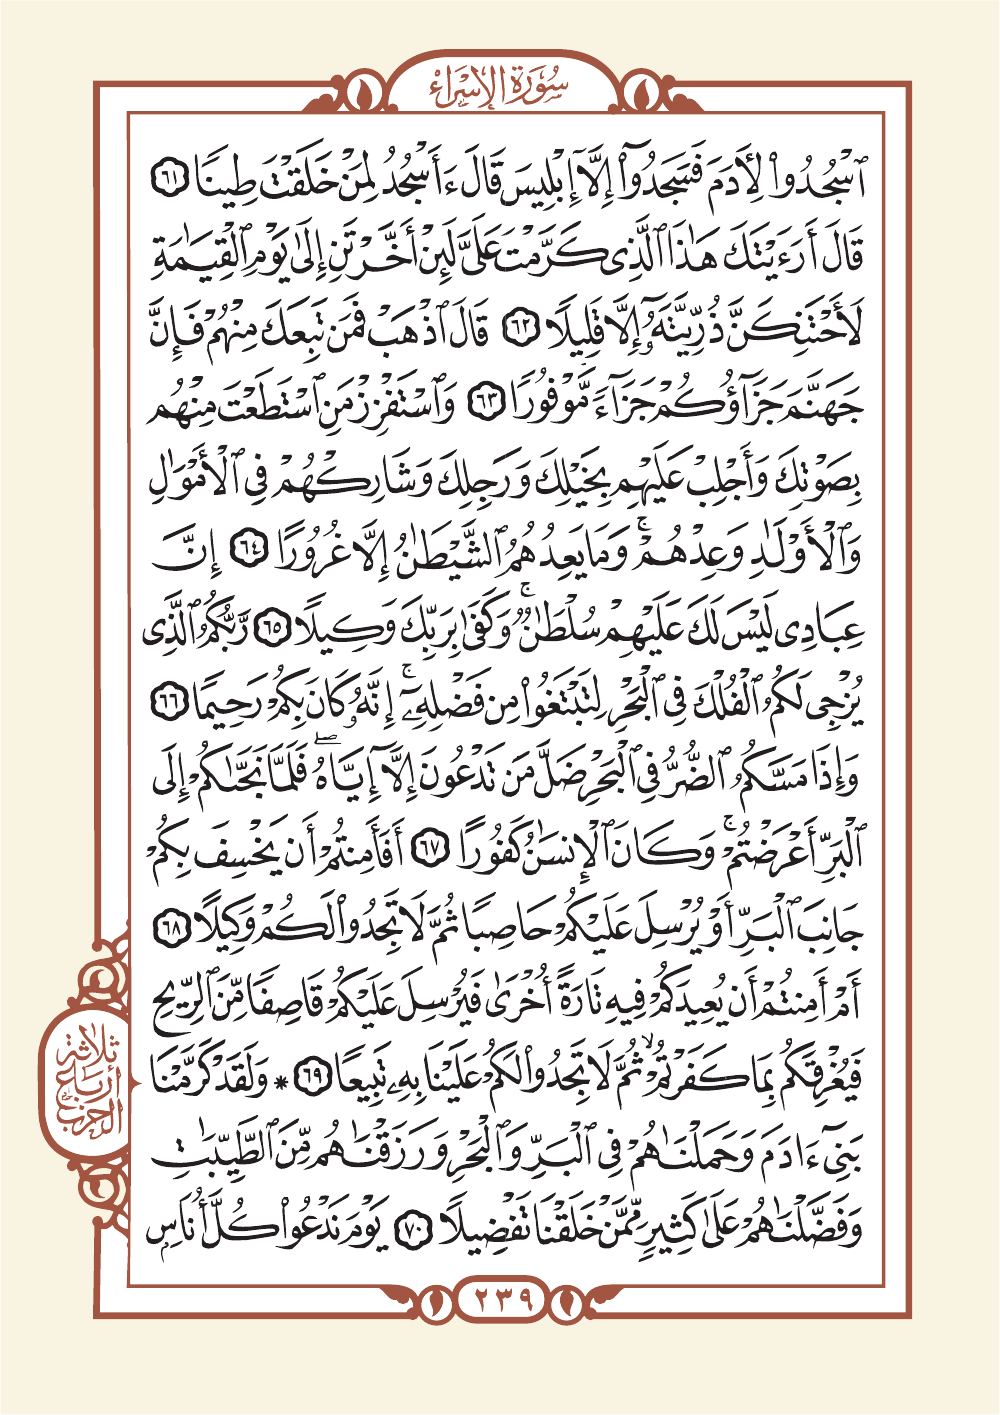 سُورَةُ الإِسْرَاءِ
ٱسْجُدُوا۟ لِأٓدَمَ فَسَجَدُوٓا۟ إِلَّآ إِبْلِيسَ قَالَ ءَأَسْجُدُ لِمَنْ خَلَقْتَ طِينًا ٦١
قَالَ أَرَءَيْتَكَ هَـٰذَا ٱلَّذِى كَرَّمْتَ عَلَىَّ لَئِنْ أَخَّرْتَنِ إِلَىٰ يَوْمِ ٱلْقِيَـٰمَةِ
لَأَحْتَنِكَنَّ ذُرِّيَّتَهُۥٓ إِلَّا قَلِيلًا ٦٢ قَالَ ٱذْهَبْ فَمَن تَبِعَكَ مِنْهُمْ فَإِنَّ
جَهَنَّمَ جَزَآؤُكُمْ جَزَآءً مَّوْفُورًا ٦٣ وَٱسْتَفْزِزْ مَنِ ٱسْتَطَعْتَ مِنْهُم
بِصَوْتِكَ وَأَجْلِبْ عَلَيْهِم بِخَيْلِكَ وَرَجِلِكَ وَشَارِكْهُمْ فِى ٱلْأَمْوَٰلِ
وَٱلْأَوْلَـٰدِ وَعِدْهُمْ ۚ وَمَا يَعِدُهُمُ ٱلشَّيْطَـٰنُ إِلَّا غُرُورًا ٦٤ إِنَّ
عِبَادِى لَيْسَ لَكَ عَلَيْهِمْ سُلْطَـٰنٌ ۚ وَكَفَىٰ بِرَبِّكَ وَكِيلًا ٦٥ رَّبُّكُمُ ٱلَّذِى
يُزْجِى لَكُمُ ٱلْفُلْكَ فِى ٱلْبَحْرِ لِتَبْتَغُوا۟ مِن فَضْلِهِۦٓ ۚ إِنَّهُۥ كَانَ بِكُمْ رَحِيمًا ٦٦
وَإِذَا مَسَّكُمُ ٱلضُّرُّ فِى ٱلْبَحْرِ ضَلَّ مَن تَدْعُونَ إِلَّآ إِيَّاهُ ۖ فَلَمَّا نَجَّىٰكُمْ إِلَى
ٱلْبَرِّ أَعْرَضْتُمْ ۚ وَكَانَ ٱلْإِنسَـٰنُ كَفُورًا ٦٧ أَفَأَمِنتُمْ أَن يَخْسِفَ بِكُمْ
جَانِبَ ٱلْبَرِّ أَوْ يُرْسِلَ عَلَيْكُمْ حَاصِبًا ثُمَّ لَا تَجِدُوا۟ لَكُمْ وَكِيلًا ٦٨
أَمْ أَمِنتُمْ أَن يُعِيدَكُمْ فِيهِ تَارَةً أُخْرَىٰ فَيُرْسِلَ عَلَيْكُمْ قَاصِفًا مِّنَ ٱلرِّيحِ
فَيُغْرِقَكُم بِمَا كَفَرْتُمْ ۙ ثُمَّ لَا تَجِدُوا۟ لَكُمْ عَلَيْنَا بِهِۦ تَبِيعًا ٦٩ * وَلَقَدْ كَرَّمْنَا
بَنِىٓ ءَادَمَ وَحَمَلْنَـٰهُمْ فِى ٱلْبَرِّ وَٱلْبَحْرِ وَرَزَقْنَـٰهُم مِّنَ ٱلطَّيِّبَـٰتِ
وَفَضَّلْنَـٰهُمْ عَلَىٰ كَثِيرٍ مِّمَّنْ خَلَقْنَا تَفْضِيلًا ٧٠ يَوْمَ نَدْعُوا۟ كُلَّ أُنَاسٍۭ
ثلاثة
أرباع
الحزب
٢٣٩